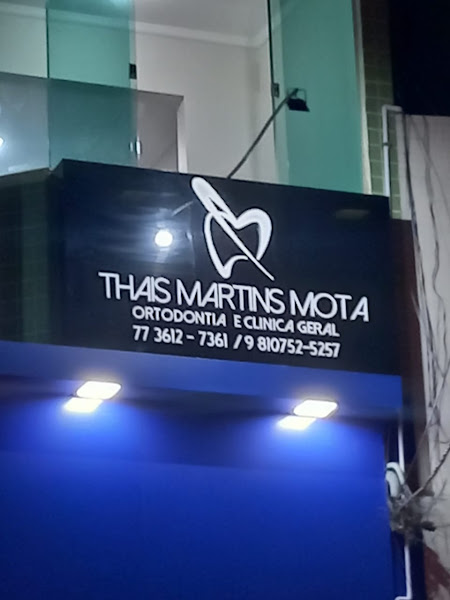 THAIS MARTINS MOTA
ORTODONTIA E CLINICA GERAL
77 3612-7361 / 9 810752-5257